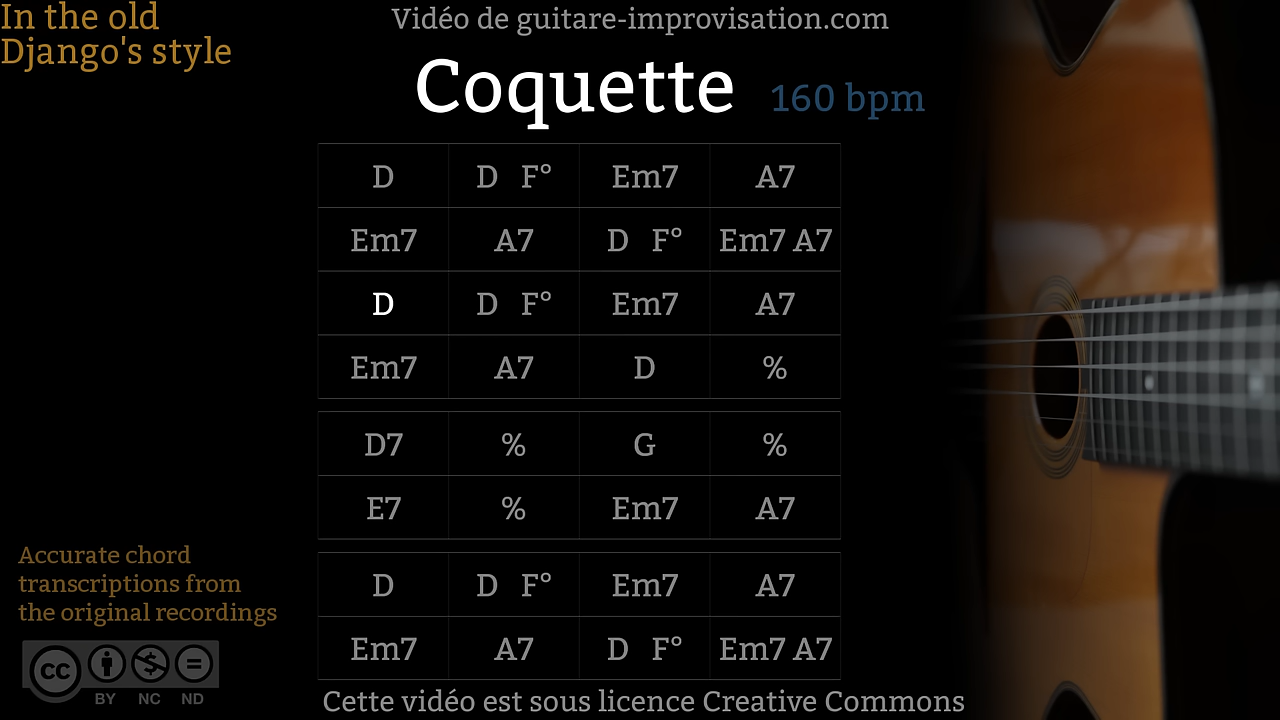 In the old
Django's style
Vidéo de guitare-improvisation.com
Coquette 160 bpm
D D F° Em7 A7
Em7 A7 D F° Em7 A7
D D F° Em7 A7
Em7 A7 D %
D7 % G %
E7 % Em7 A7
D D F° Em7 A7
Em7 A7 D F° Em7 A7
Accurate chord
transcriptions from
the original recordings
cc
BY NC ND
Cette vidéo est sous licence Creative Commons